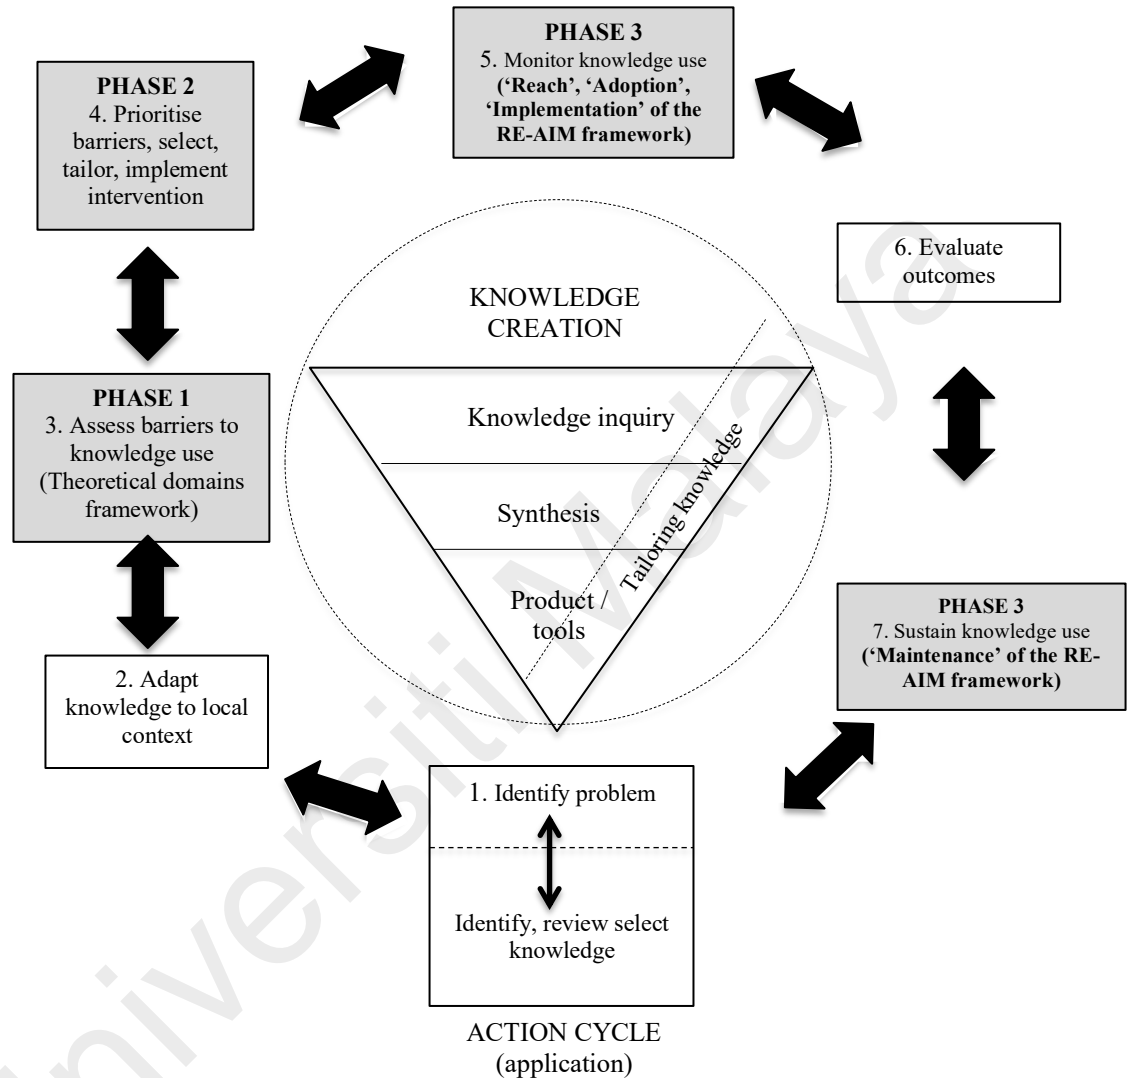 PHASE 3
5. Monitor knowledge use
(‘Reach’, ‘Adoption’,
‘Implementation’ of the
RE-AIM framework)
PHASE 2
4. Prioritise
barriers, select,
tailor, implement
intervention
6. Evaluate
outcomes
KNOWLEDGE
CREATION
Knowledge inquiry
Synthesis
Product /
tools
Tailoring knowledge
PHASE 1
3. Assess barriers to
knowledge use
(Theoretical domains
framework)
PHASE 3
7. Sustain knowledge use
(‘Maintenance’ of the RE-
AIM framework)
2. Adapt
knowledge to local
context
1. Identify problem
Identify, review select
knowledge
ACTION CYCLE
(application)
niversiti Malaya